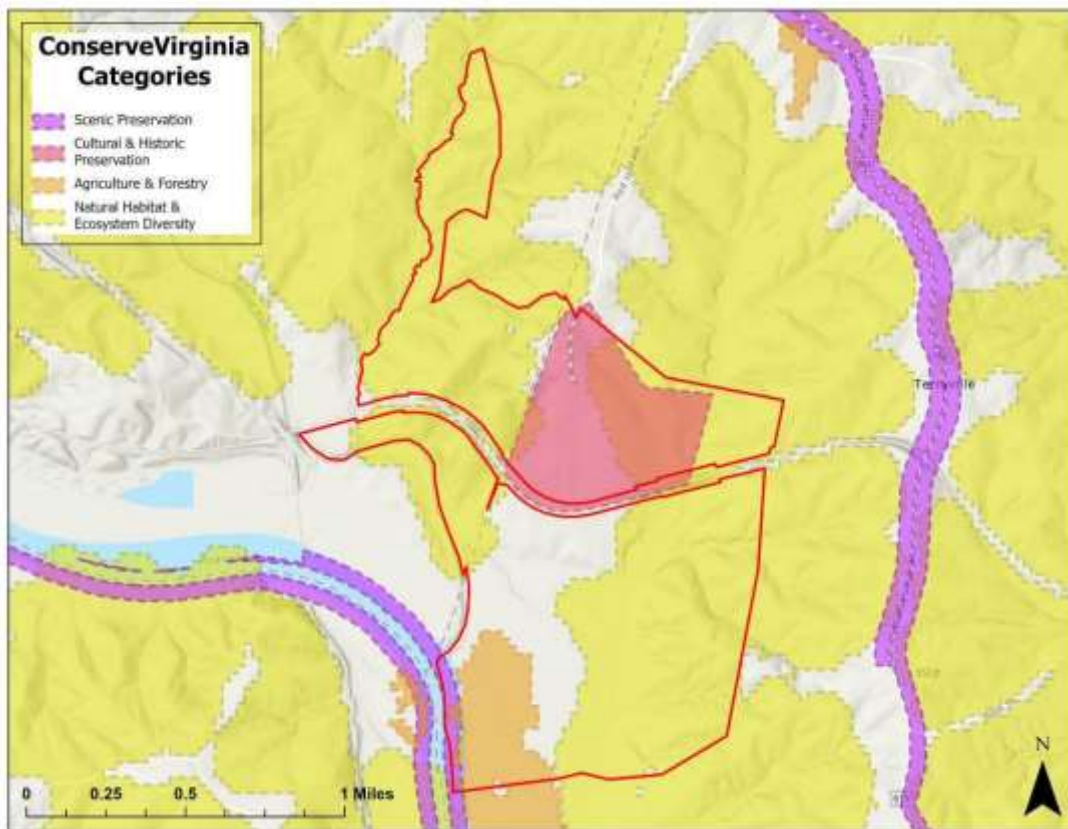 ConserveVirginia
Categories
Scenic Preservation
Cultural & Historic
Preservation
Agriculture & Forestry
Natural Habitat &
Ecosystem Diversity
Terryville
N
0 0.25 0.5 1 Miles